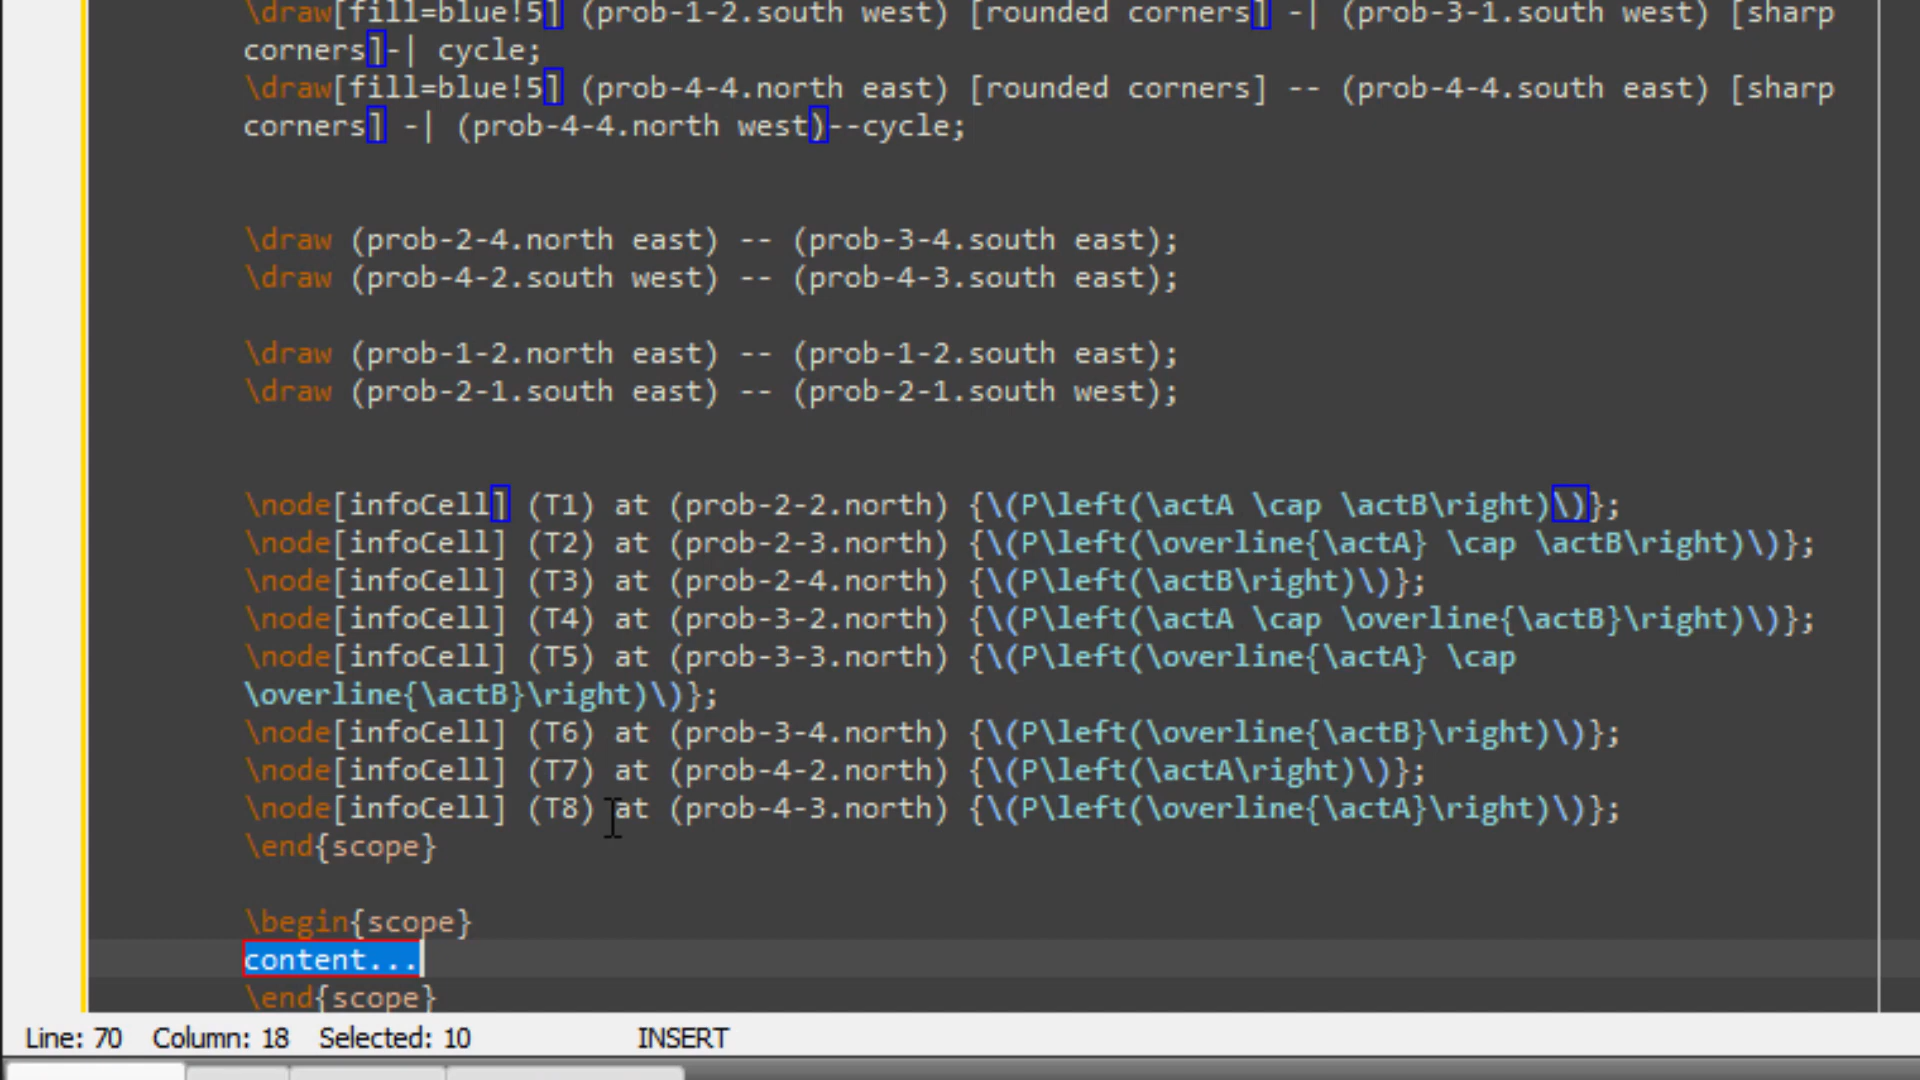 \draw[fill=blue!5] (prob-1-2.south west) [rounded corners] -| (prob-3-1.south west) [sharp
corners]-| cycle;
\draw[fill=blue!5] (prob-4-4.north east) [rounded corners] -- (prob-4-4.south east) [sharp
corners] -| (prob-4-4.north west)--cycle;
\draw (prob-2-4.north east) -- (prob-3-4.south east);
\draw (prob-4-2.south west) -- (prob-4-3.south east);
\draw (prob-1-2.north east) -- (prob-1-2.south east);
\draw (prob-2-1.south east) -- (prob-2-1.south west);
\node[infoCell] (T1) at (prob-2-2.north) {\(P\left(\actA \cap \actB\right)\)};
\node[infoCell] (T2) at (prob-2-3.north) {\(P\left(\overline{\actA} \cap \actB\right)\)};
\node[infoCell] (T3) at (prob-2-4.north) {\(P\left(\actB\right)\)};
\node[infoCell] (T4) at (prob-3-2.north) {\(P\left(\actA \cap \overline{\actB}\right)\)};
\node[infoCell] (T5) at (prob-3-3.north) {\(P\left(\overline{\actA} \cap
\overline{\actB}\right)\)};
\node[infoCell] (T6) at (prob-3-4.north) {\(P\left(\overline{\actB}\right)\)};
\node[infoCell] (T7) at (prob-4-2.north) {\(P\left(\actA\right)\)};
\node[infoCell] (T8) at (prob-4-3.north) {\(P\left(\overline{\actA}\right)\)};
\end{scope}
\begin{scope}
content...
\end{scope}
Line: 70 Column: 18 Selected: 10 INSERT